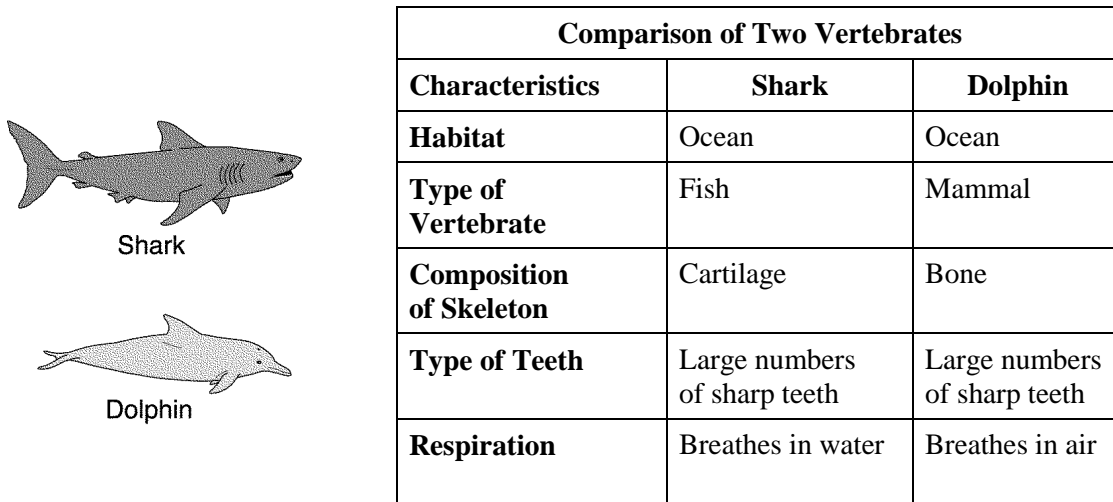 Shark
Dolphin
Comparison of Two Vertebrates
Characteristics Shark Dolphin
Habitat Ocean Ocean
Type of Fish Mammal
Vertebrate
Composition Cartilage Bone
of Skeleton
Type of Teeth Large numbers Large numbers
of sharp teeth of sharp teeth
Respiration Breathes in water Breathes in air